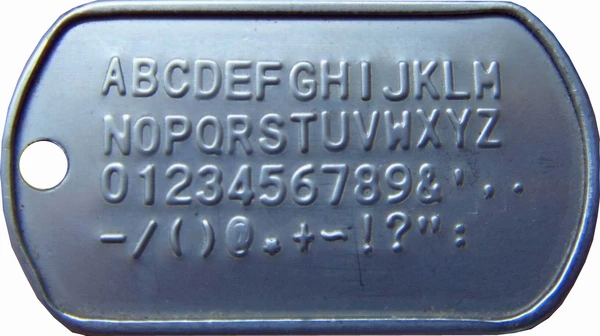 ABCDEFGHIJKLM
NOPQRSTUVWXYZ
0123456789&',.
-/()@*+~!?":